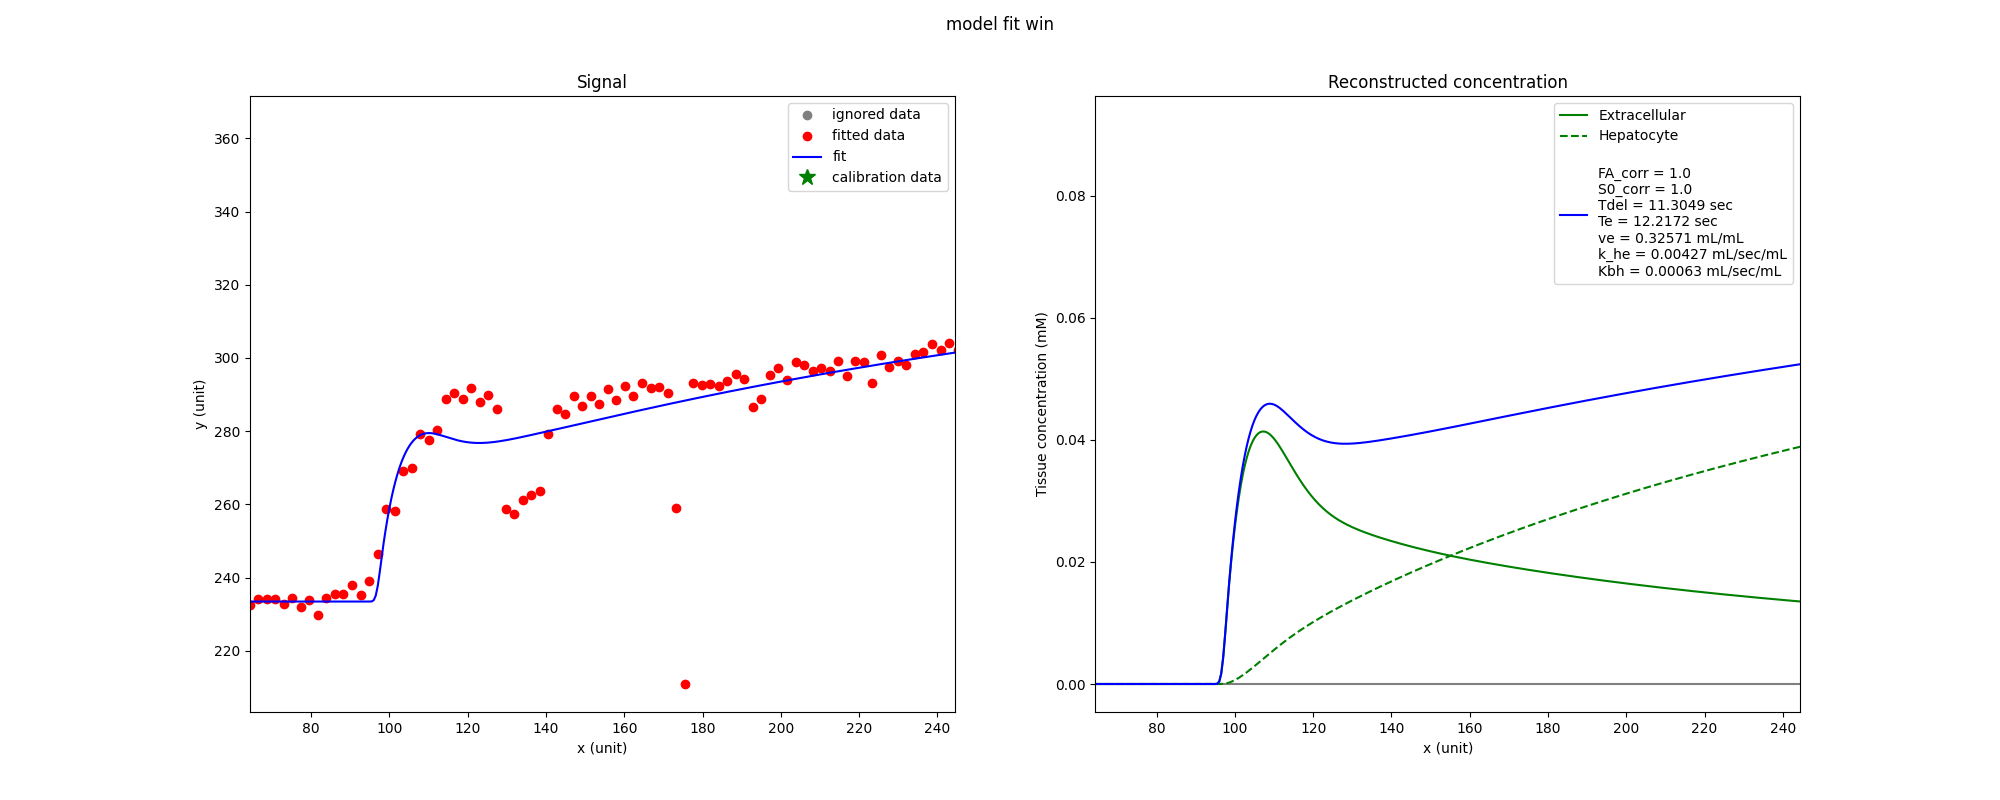 model fit win
Signal
ignored data
fitted data
fit
calibration data
360
340
320
300
280
260
240
220
y (unit)
80 100 120 140 160 180 200 220 240
x (unit)
Reconstructed concentration
Extracellular
Hepatocyte
FA_corr = 1.0
S0_corr = 1.0
Tdel = 11.3049 sec
Te = 12.2172 sec
ve = 0.32571 mL/mL
k_he = 0.00427 mL/sec/mL
Kbh = 0.00063 mL/sec/mL
0.08
0.06
0.04
0.02
0.00
Tissue concentration (mM)
80 100 120 140 160 180 200 220 240
x (unit)